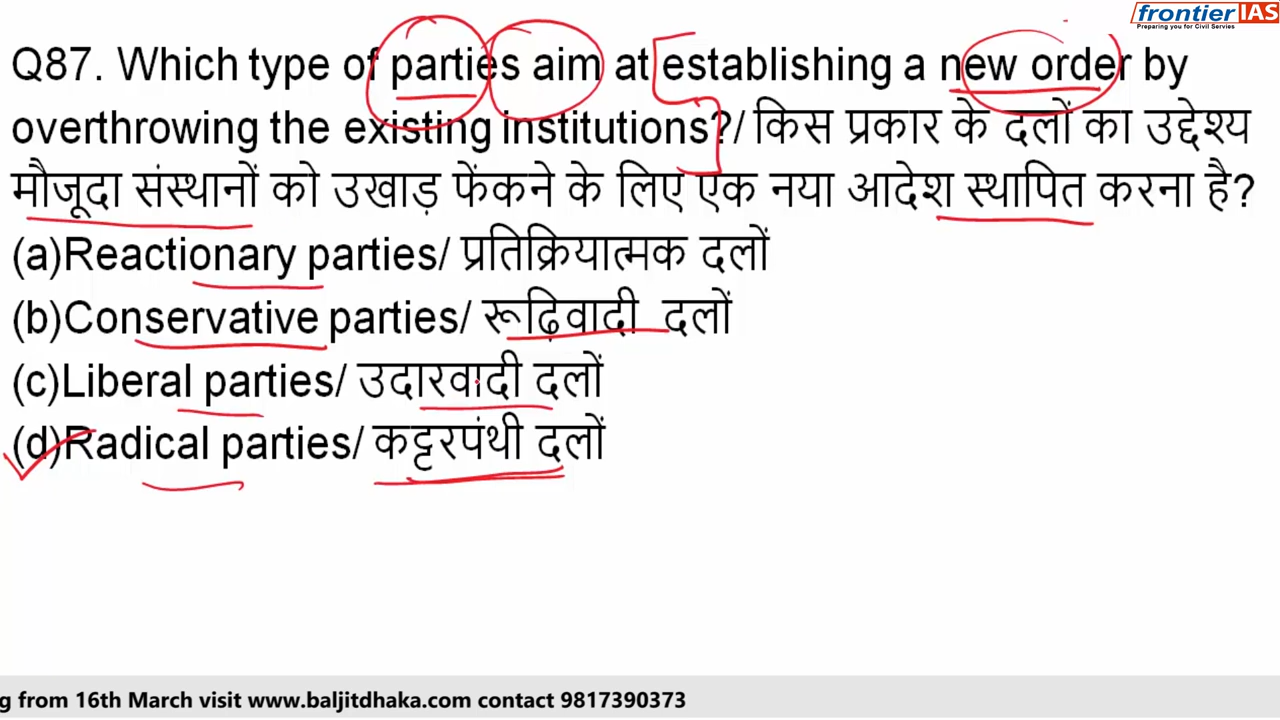 frontier IAS
Preparing you for Civil Servies
Q87. Which type of parties aim at establishing a new order by
overthrowing the existing institutions?/ किस प्रकार के दलों का उद्देश्य
मौजूदा संस्थानों को उखाड़ फेंकने के लिए एक नया आदेश स्थापित करना है?
(a)Reactionary parties/ प्रतिक्रियात्मक दलों
(b)Conservative parties/ रूढ़िवादी दलों
(c)Liberal parties/ उदारवादी दलों
(d)Radical parties/ कट्टरपंथी दलों
g from 16th March visit www.baljitdhaka.com contact 9817390373